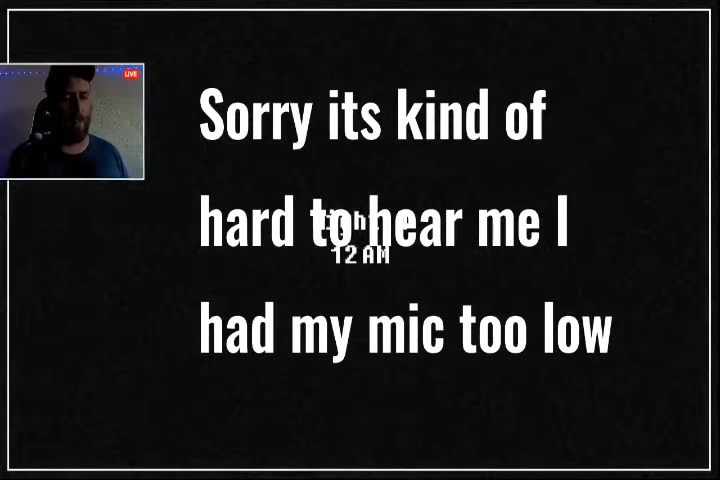 LIVE
Sorry its kind of
hard to hear me I
12 AM
had my mic too low